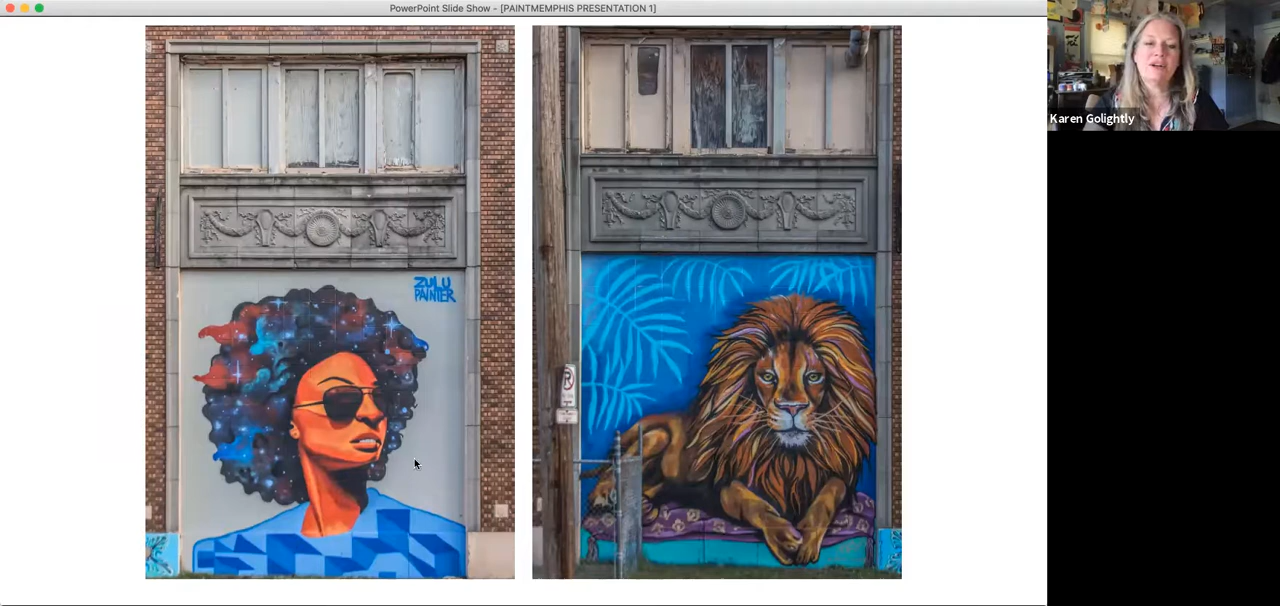 PowerPoint Slide Show - [PAINTMEMPHIS PRESENTATION 1]
Karen Golightly
ZULU
PAINTER